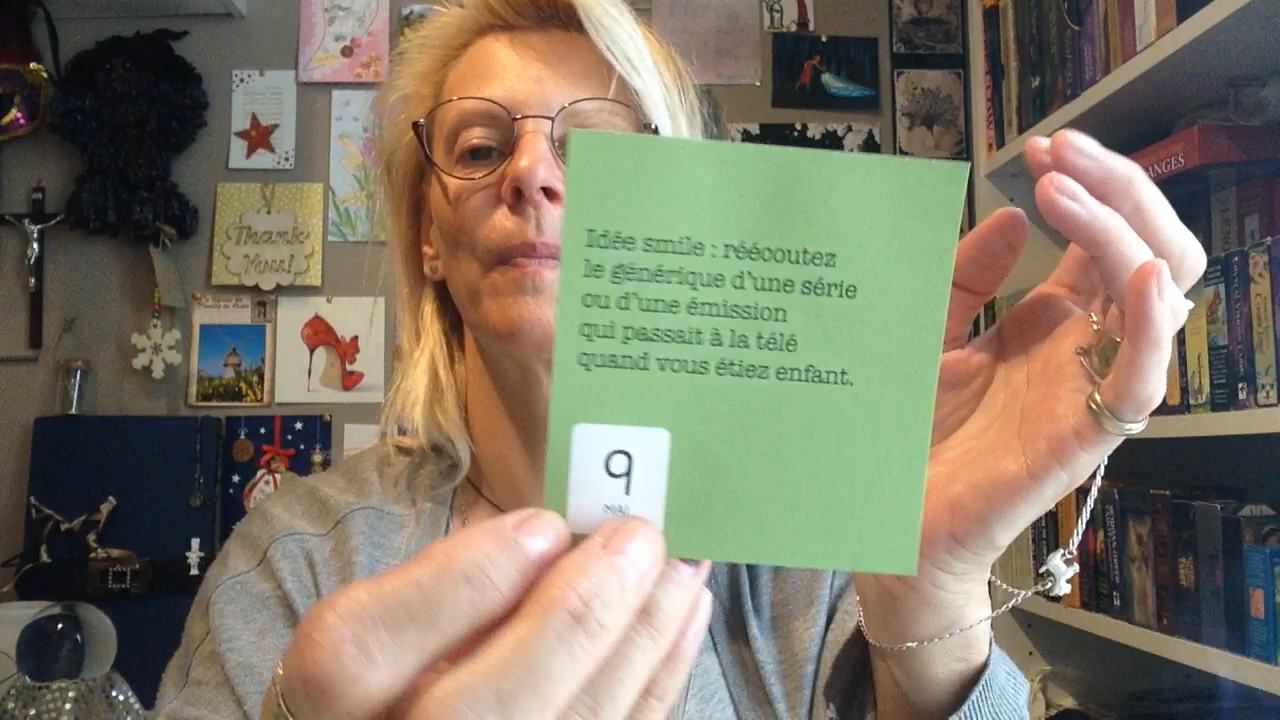 Idée smile : réécoutez
le générique d'une série
ou d'une émission
qui passait à la télé
quand vous étiez enfant.
9
MAI
Thank
You!
ANGES